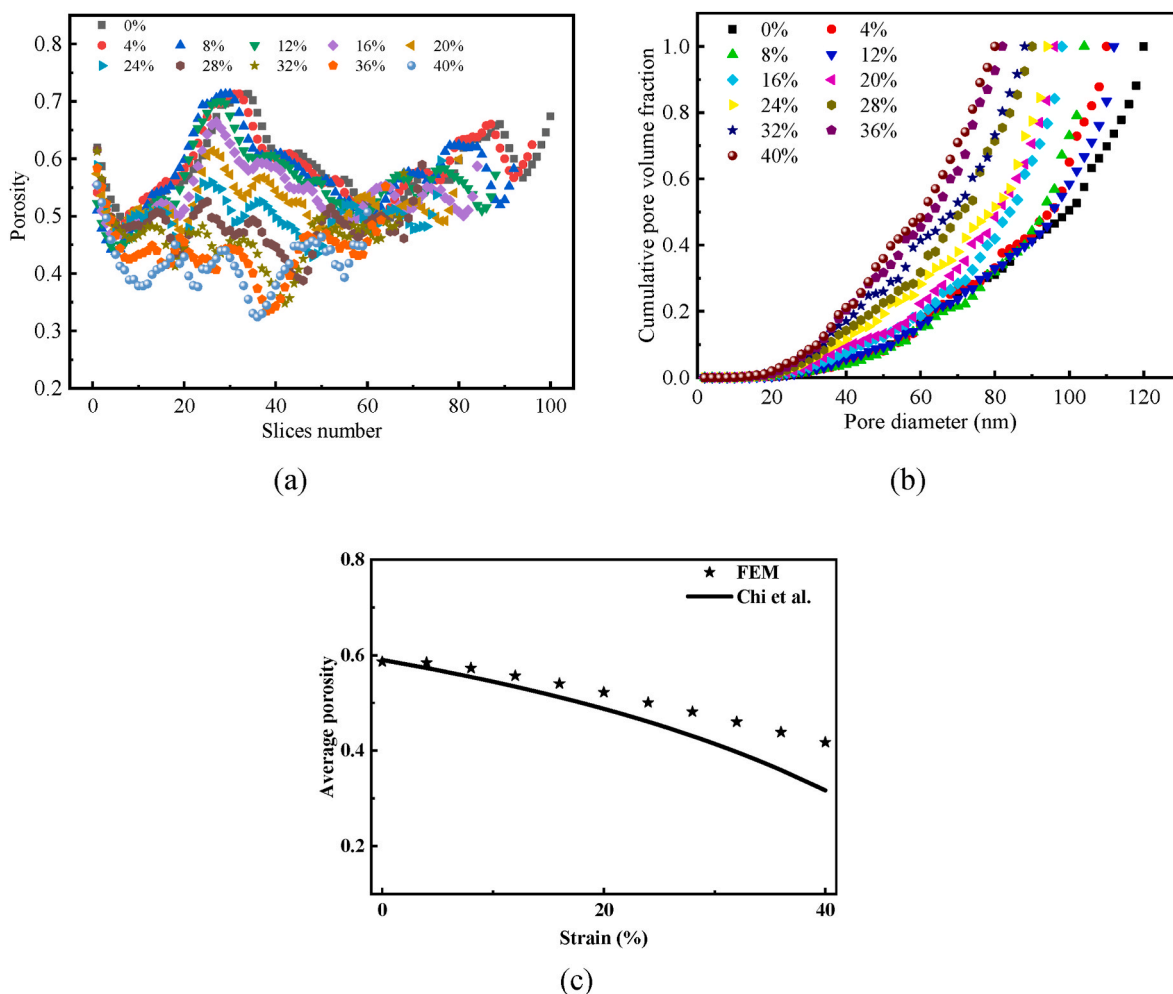 0.8
0.7
0.6
0.5
0.4
0.3
0.2
Porosity
0%
4% 8% 12% 16% 20%
24% 28% 32% 36% 40%
0 20 40 60 80 100
Slices number
(a)
1.0
0.8
0.6
0.4
0.2
0.0
Cumulative pore volume fraction
0% 4%
8% 12%
16% 20%
24% 28%
32% 36%
40%
0 20 40 60 80 100 120
Pore diameter (nm)
(b)
0.8
0.6
0.4
0.2
Average porosity
FEM
Chi et al.
0 20 40
Strain (%)
(c)